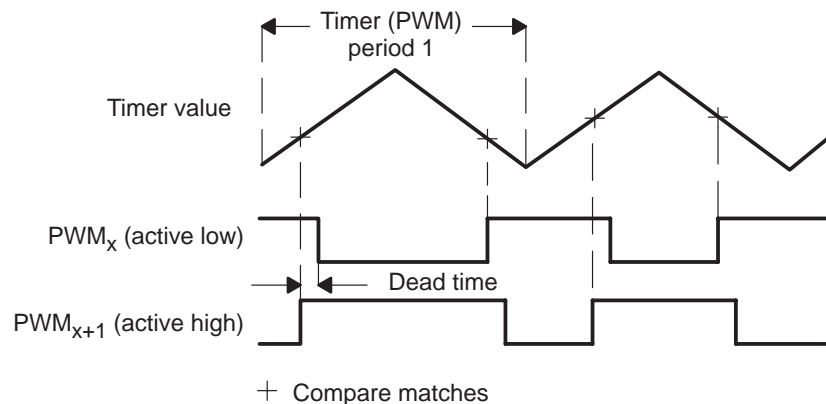 Timer (PWM)
period 1
Timer value
PWMx (active low)
Dead time
PWMx+1 (active high)
+ Compare matches